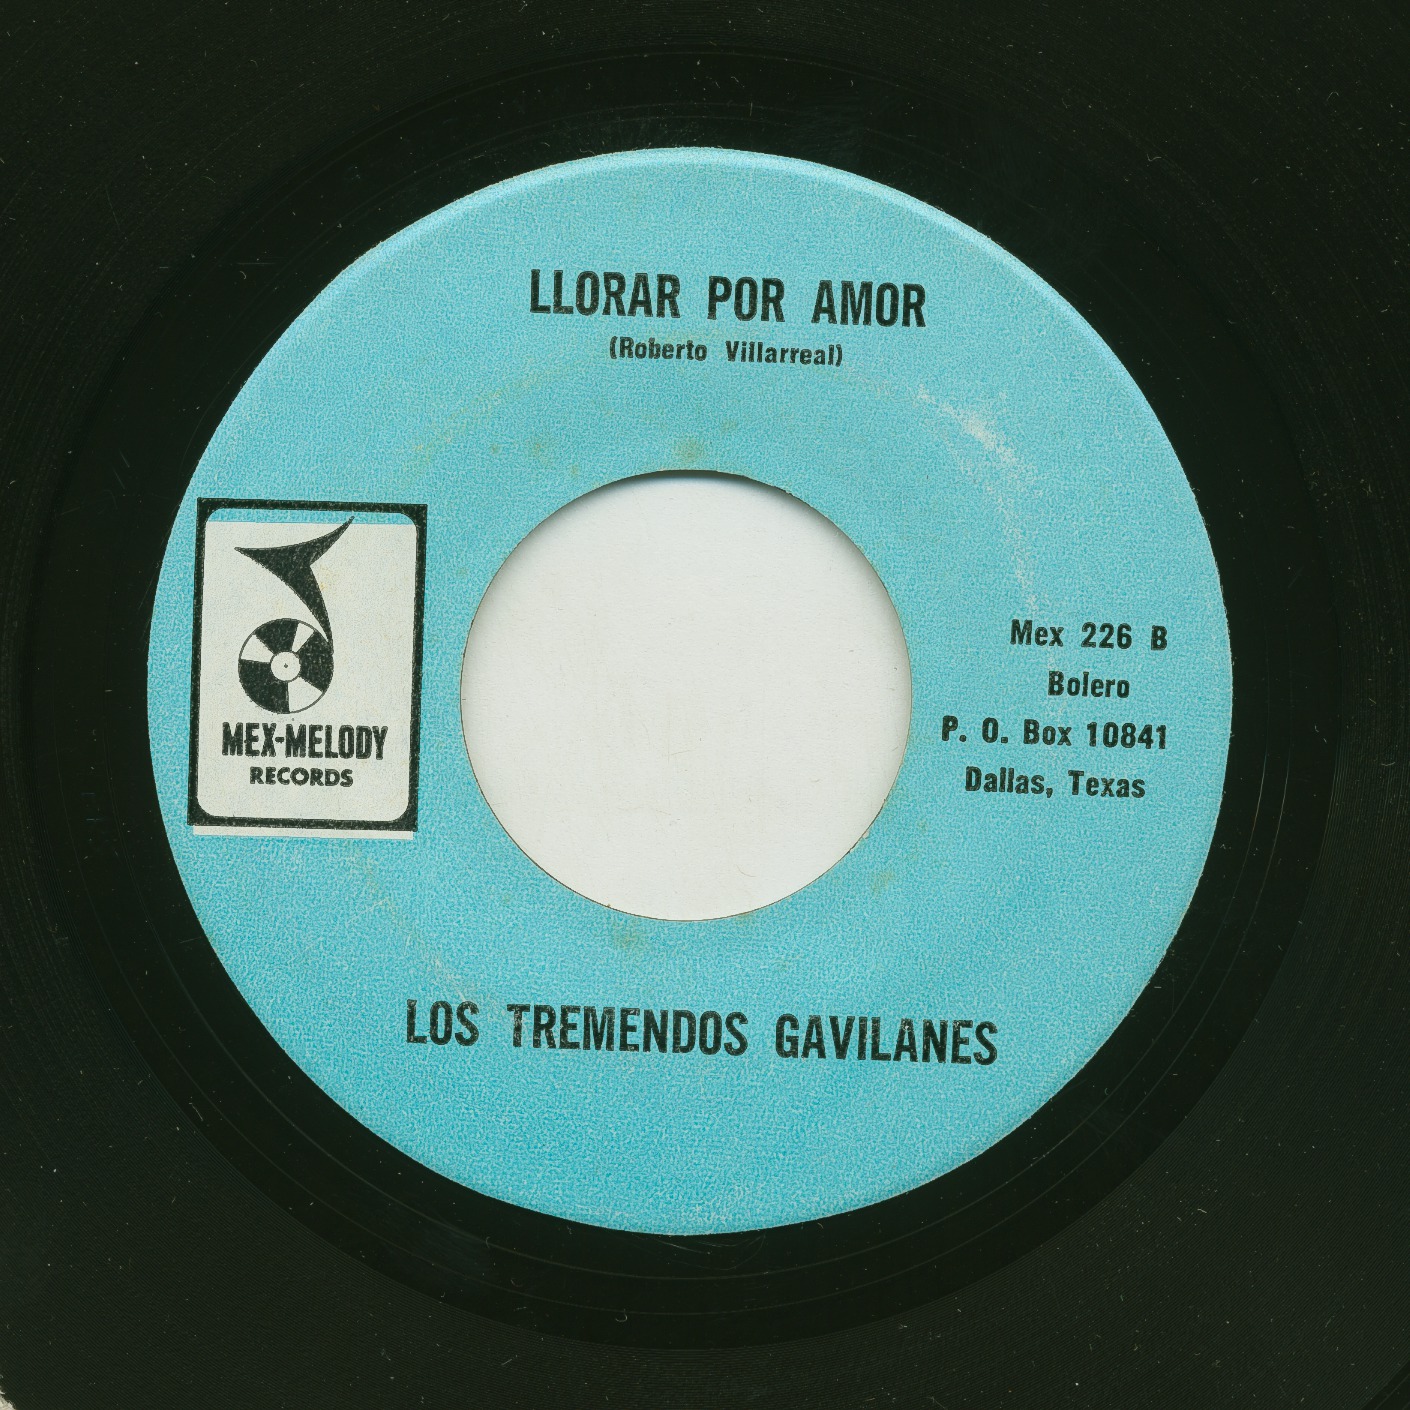 LLORAR POR AMOR
(Roberto Villarreal)
MEX-MELODY
RECORDS
Mex 226 B
Bolero
P. O. Box 10841
Dallas, Texas
LOS TREMENDOS GAVILANES